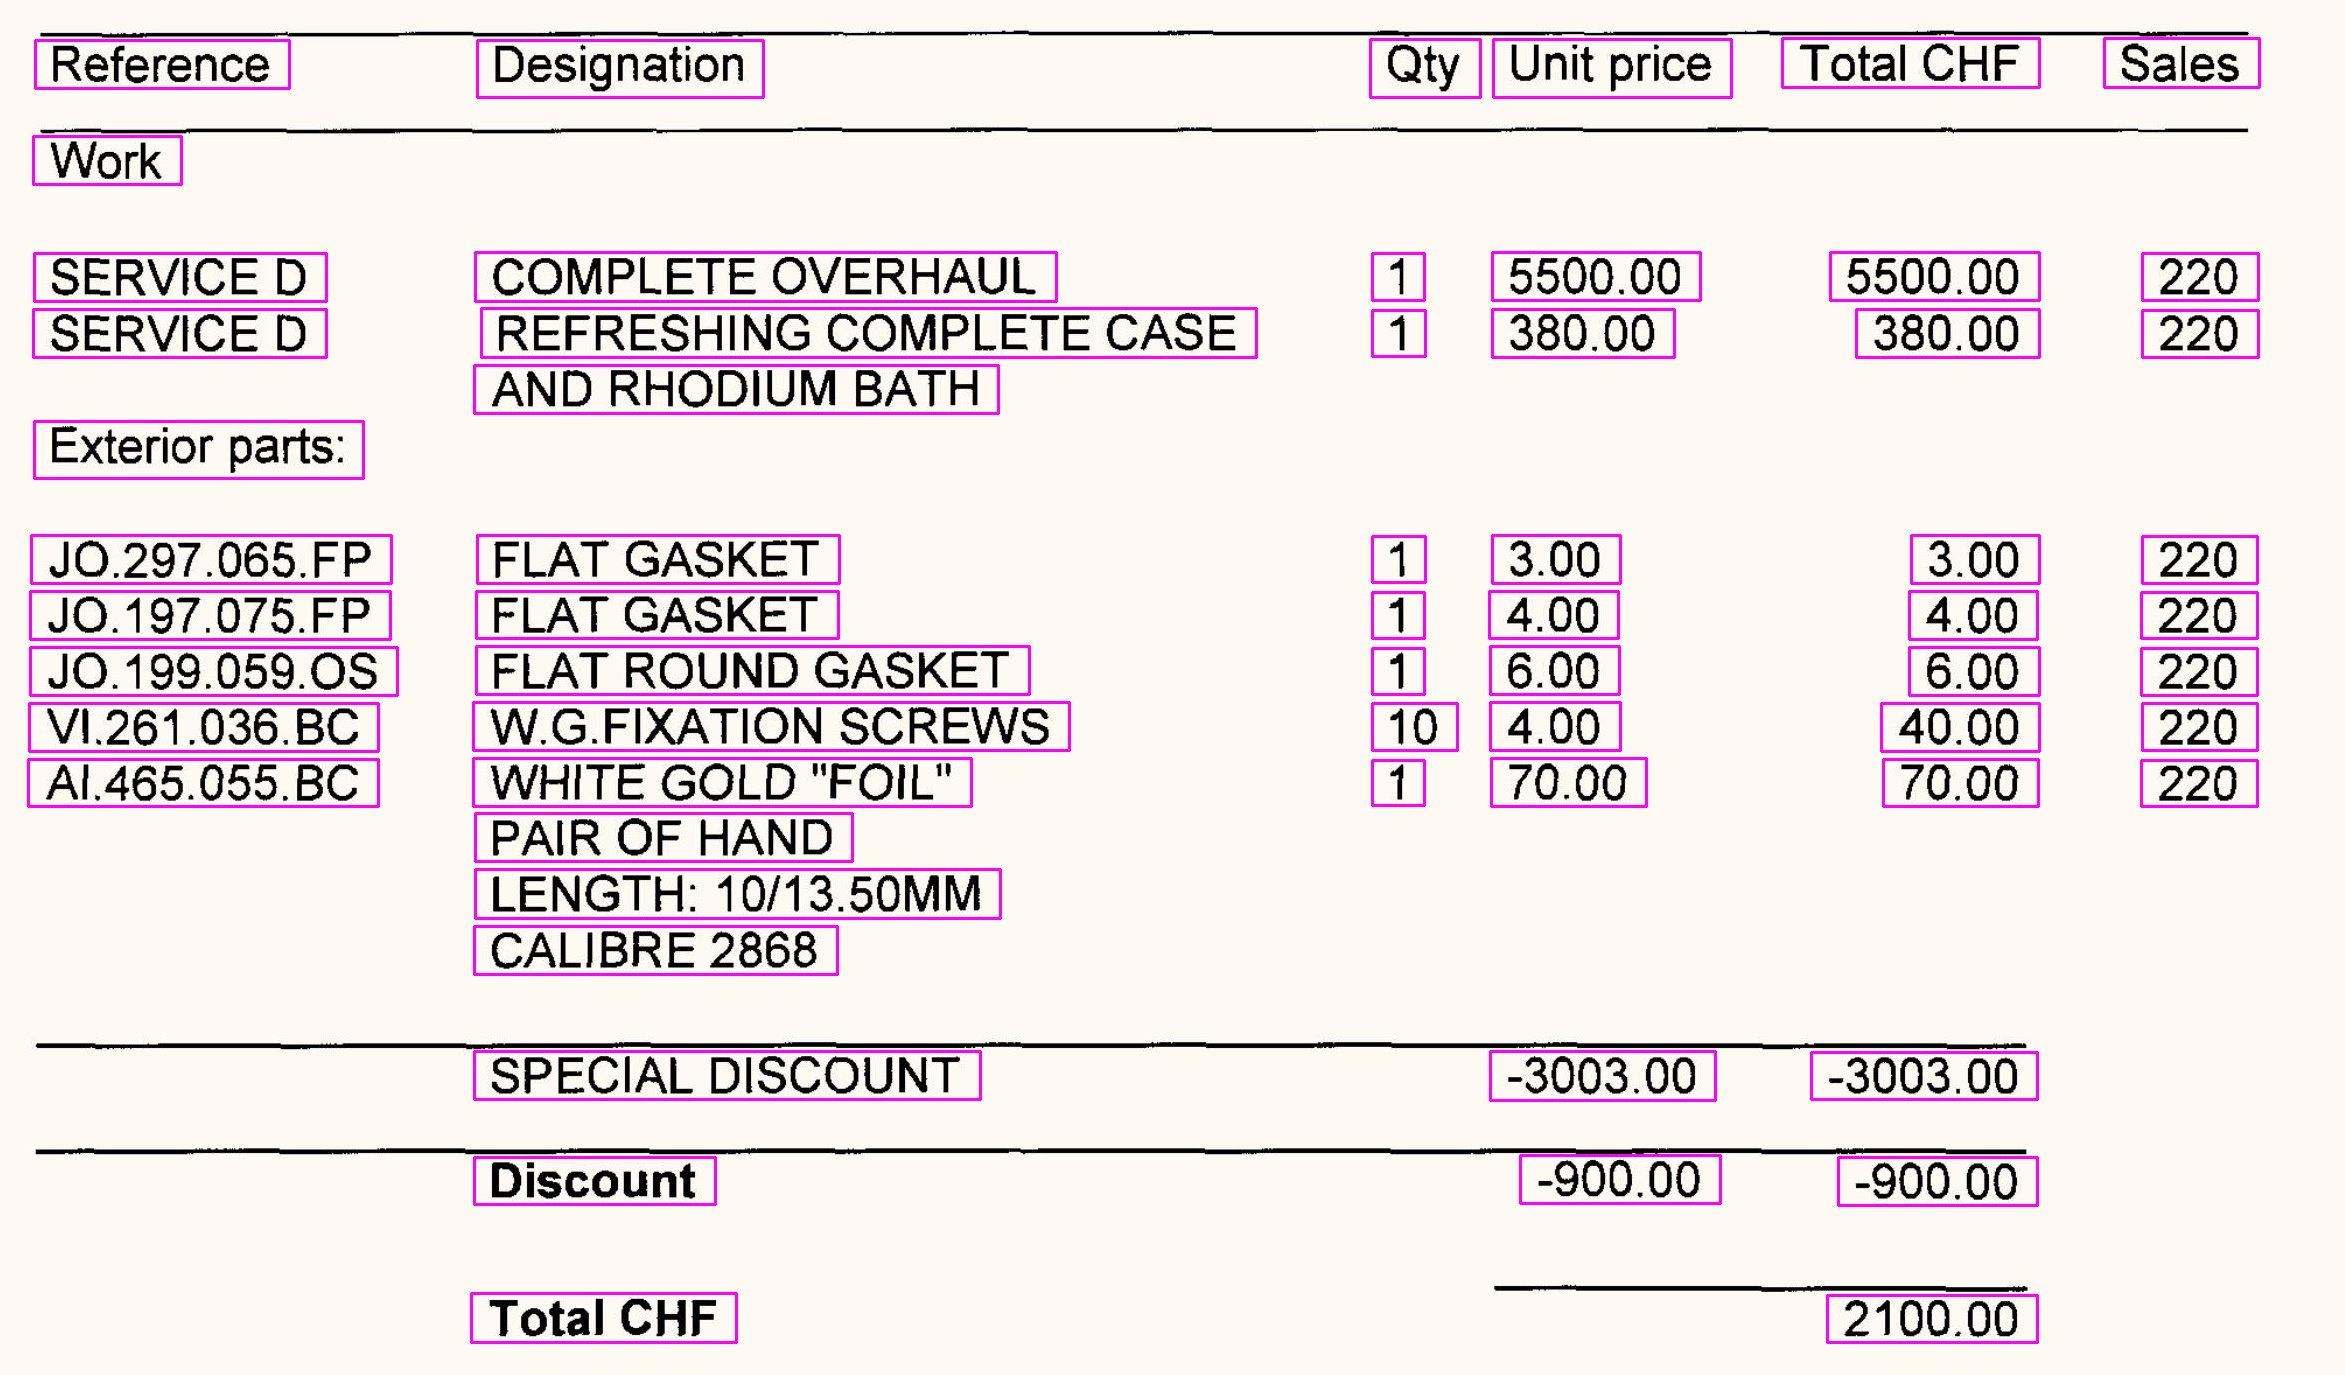 Reference Designation Qty Unit price Total CHF Sales
Work
SERVICE D COMPLETE OVERHAUL 1 5500.00 5500.00 220
SERVICE D REFRESHING COMPLETE CASE 1 380.00 380.00 220
AND RHODIUM BATH
Exterior parts:
JO.297.065.FP FLAT GASKET 1 3.00 3.00 220
JO.197.075.FP FLAT GASKET 1 4.00 4.00 220
JO.199.059.OS FLAT ROUND GASKET 1 6.00 6.00 220
VI.261.036.BC W.G.FIXATION SCREWS 10 4.00 40.00 220
AI.465.055.BC WHITE GOLD "FOIL" 1 70.00 70.00 220
PAIR OF HAND
LENGTH: 10/13.50MM
CALIBRE 2868
SPECIAL DISCOUNT -3003.00 -3003.00
Discount -900.00 -900.00
Total CHF 2100.00